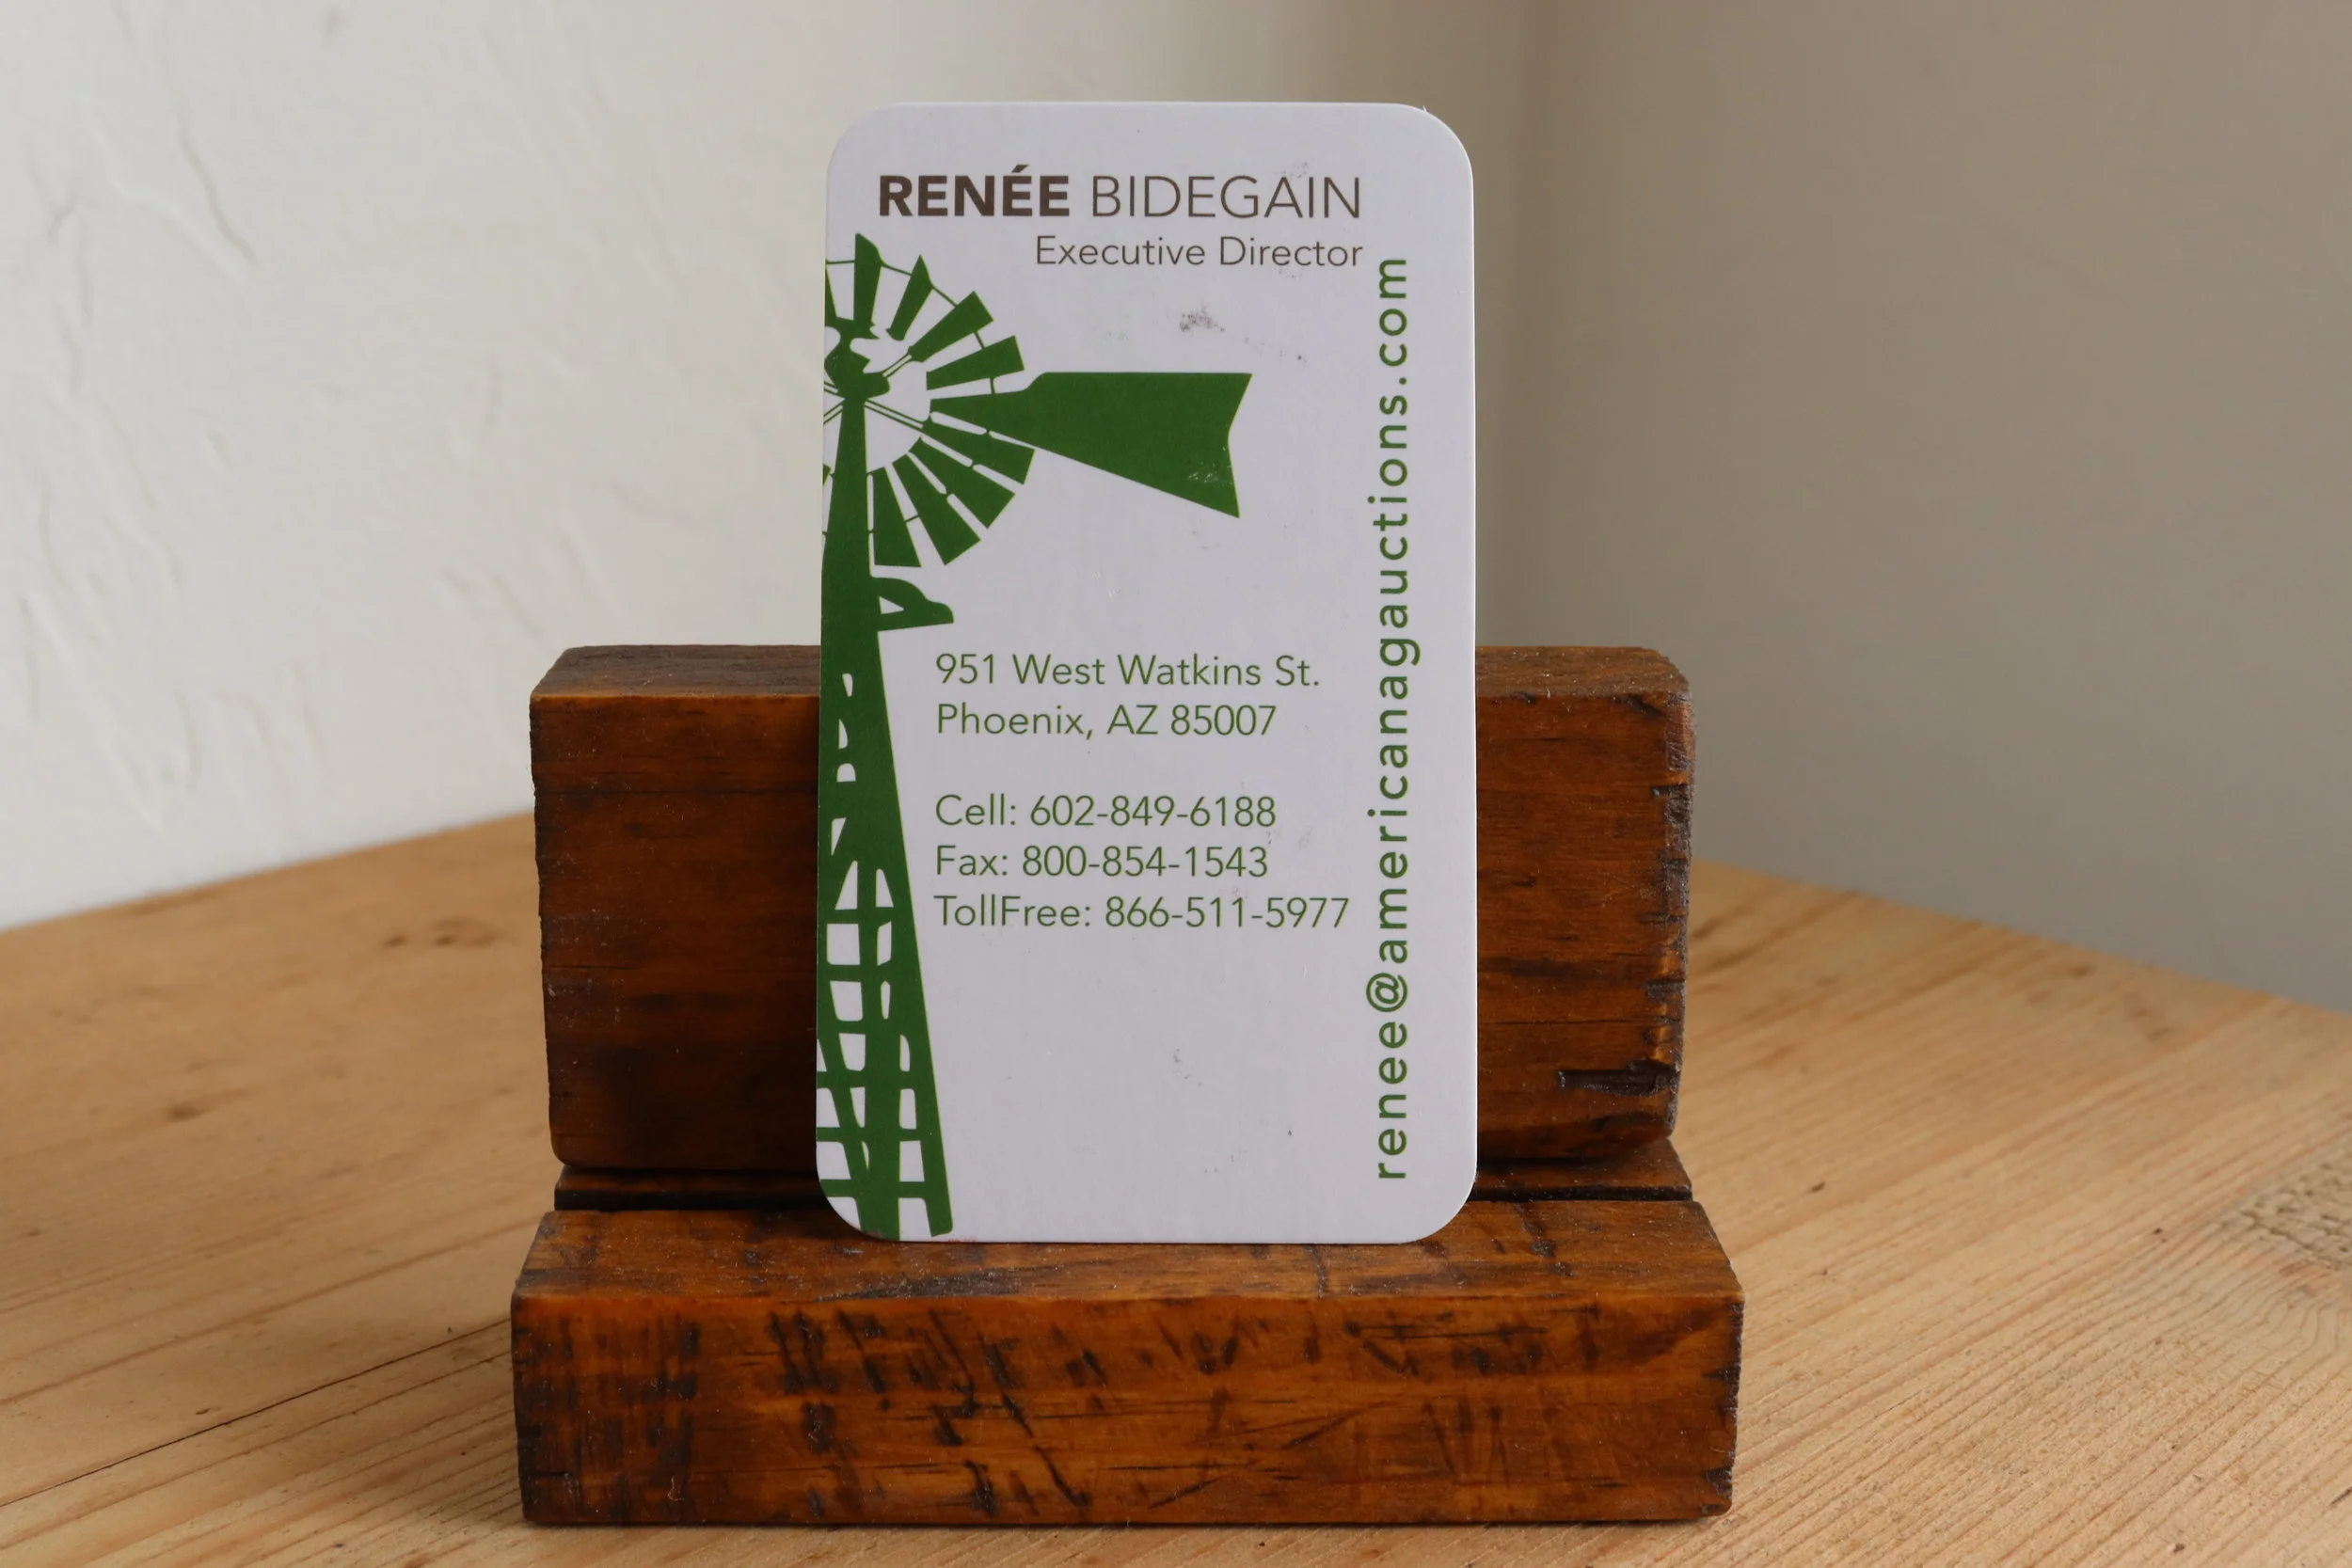 RENÉE BIDEGAIN
Executive Director
951 West Watkins St.
Phoenix, AZ 85007
Cell: 602-849-6188
Fax: 800-854-1543
TollFree: 866-511-5977
renee@americanagauctions.com